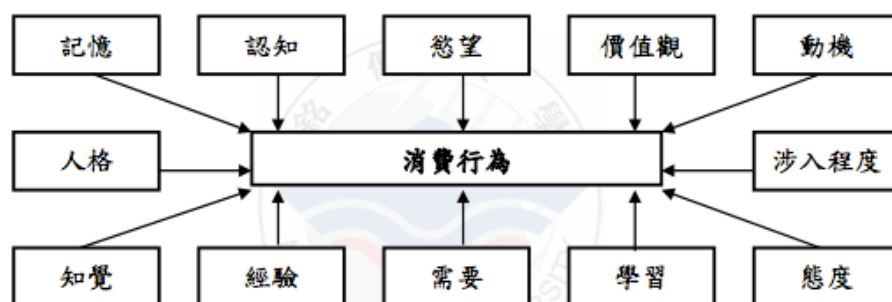 記憶 認知 慾望 價值觀 動機
人格 消費行為 涉入程度
知覺 經驗 需要 學習 態度